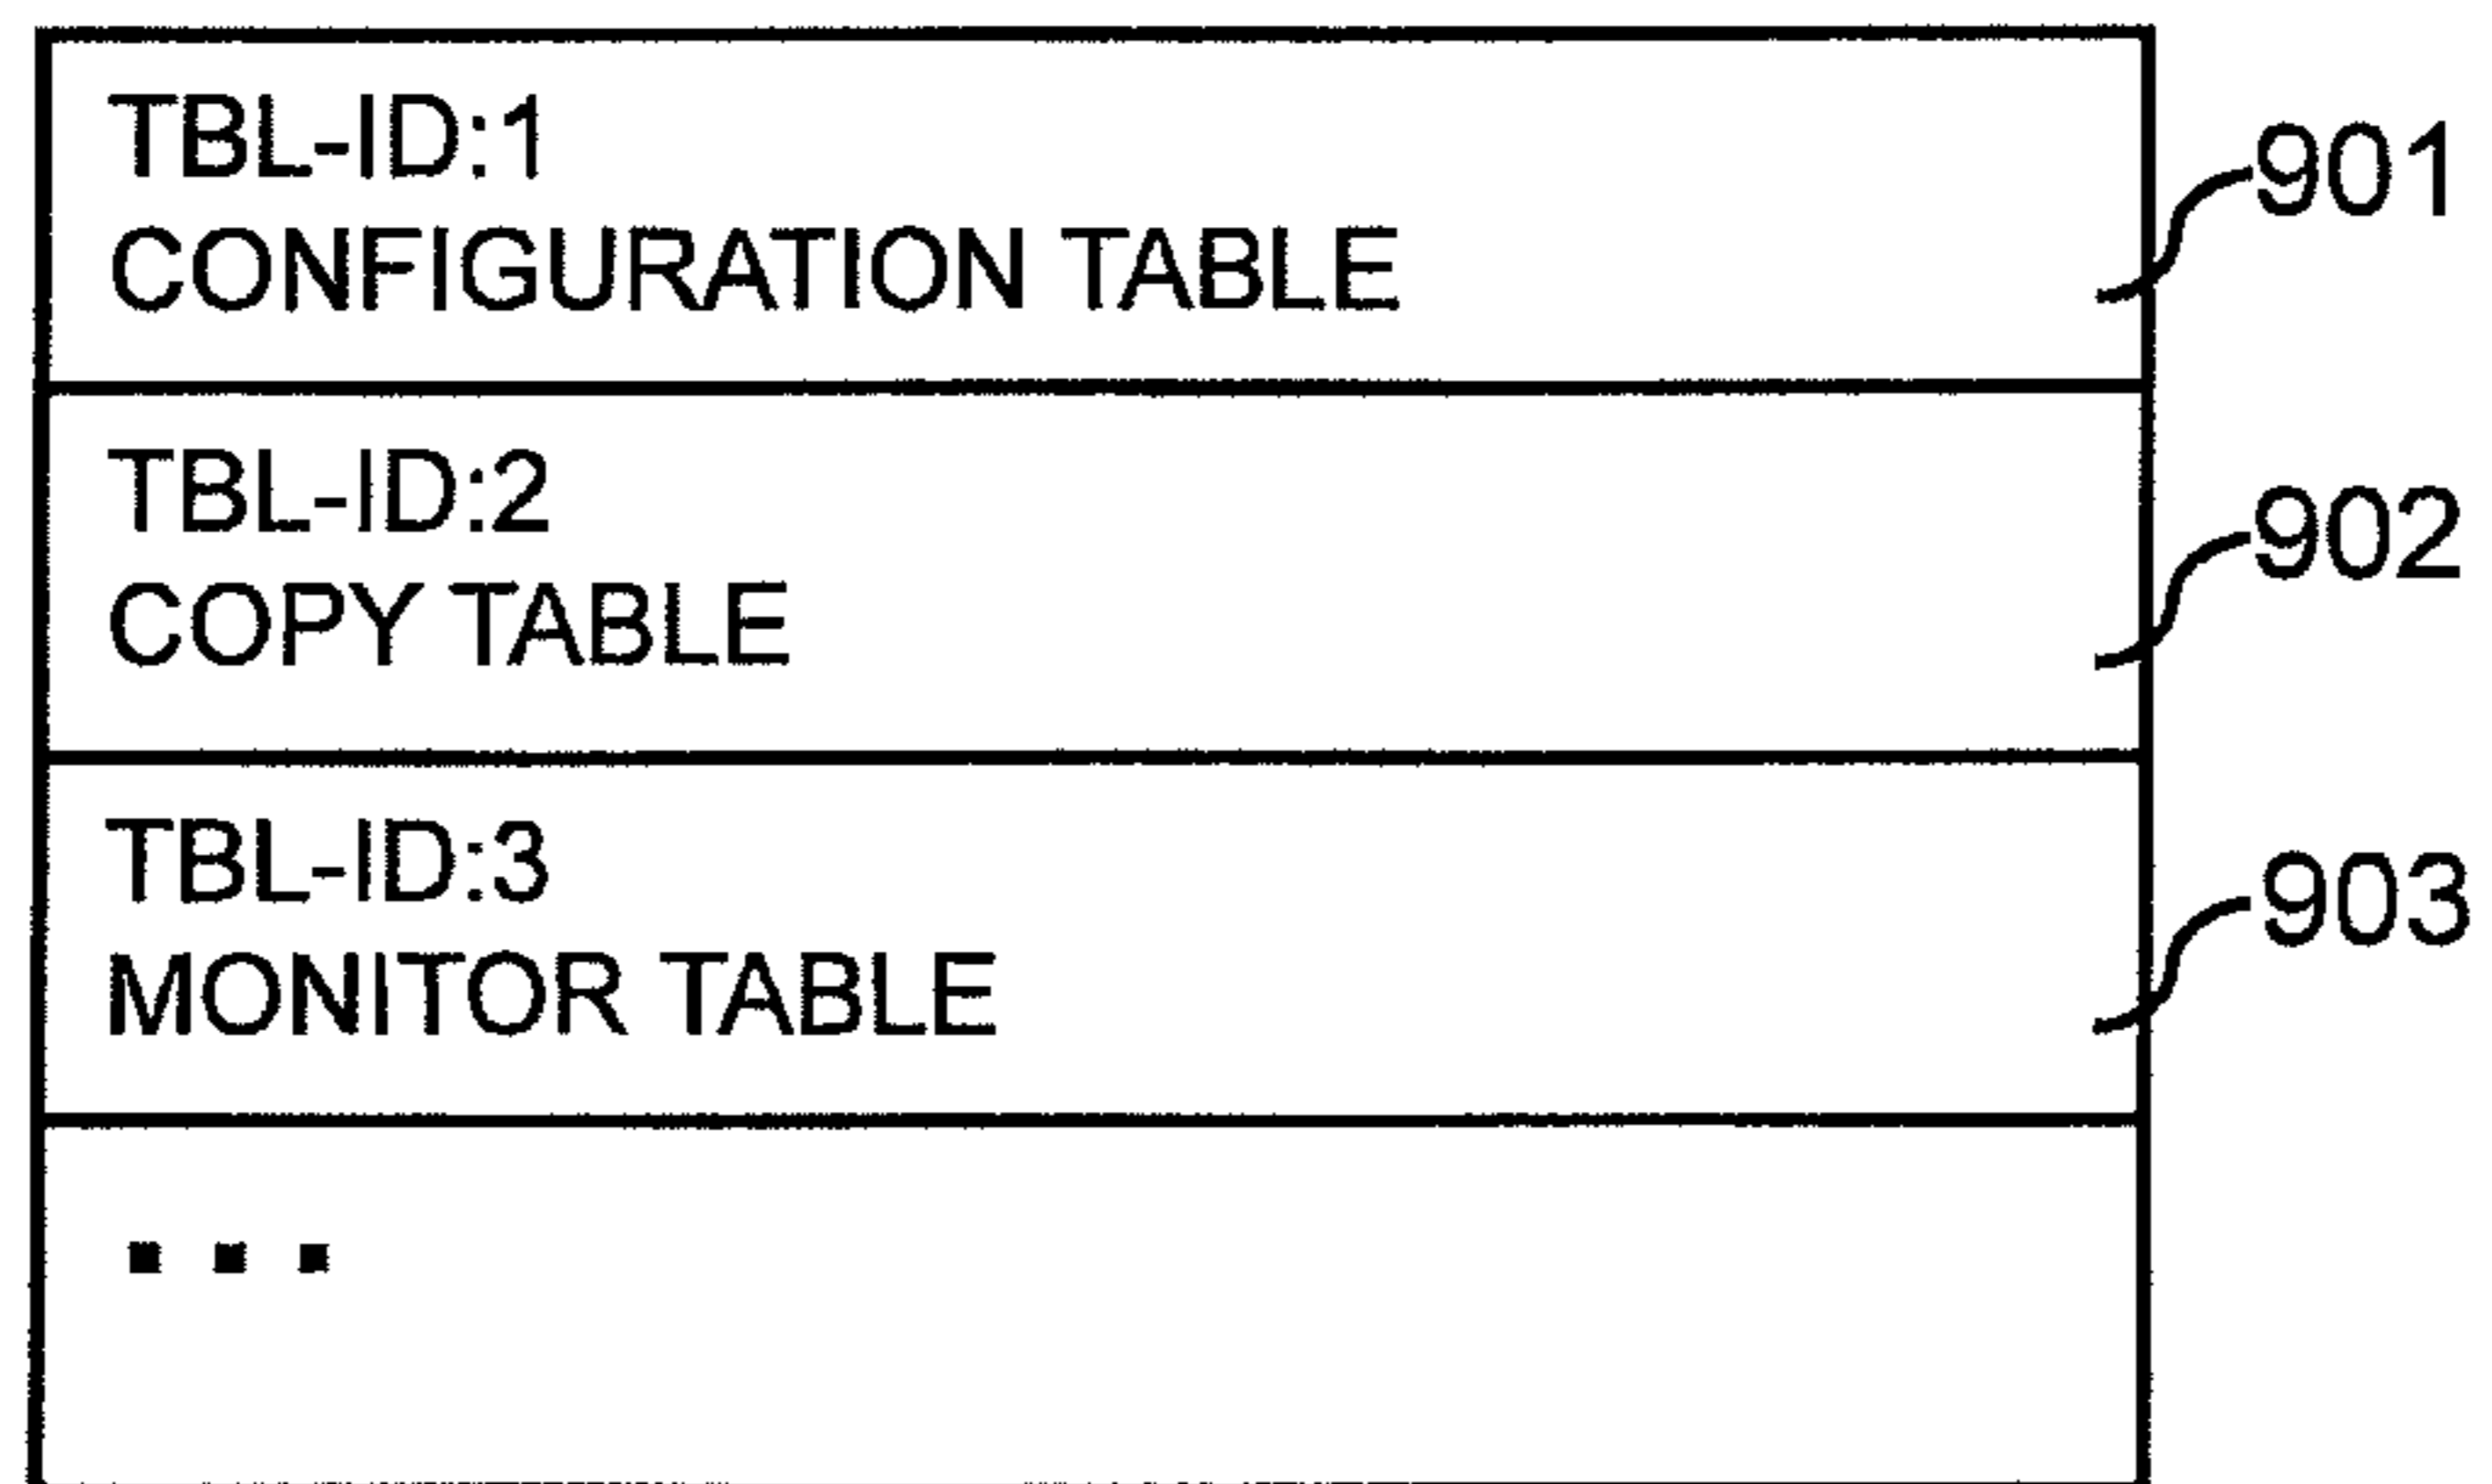 TBL-ID:1
CONFIGURATION TABLE
901
TBL-ID:2
COPY TABLE
902
TBL-ID:3
MONITOR TABLE
903
▪ ▪ ▪